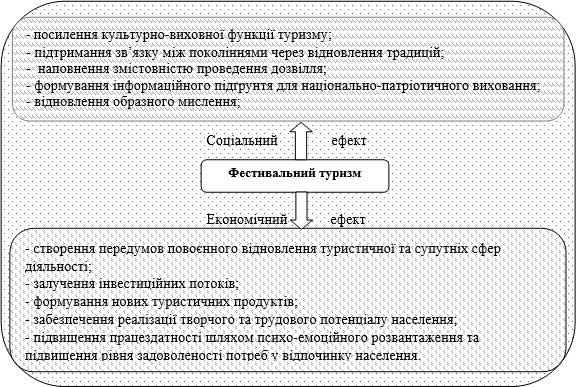 - посилення культурно-виховної функції туризму;
- підтримання зв’язку між поколіннями через відновлення традицій;
- наповнення змістовністю проведення дозвілля;
- формування інформаційного підґрунтя для національно-патріотичного виховання;
- відновлення образного мислення;
Соціальний ефект
Фестивальний туризм
Економічний ефект
- створення передумов повоєнного відновлення туристичної та супутніх сфер
діяльності;
- залучення інвестиційних потоків;
- формування нових туристичних продуктів;
- забезпечення реалізації творчого та трудового потенціалу населення;
- підвищення працездатності шляхом психо-емоційного розвантаження та
підвищення рівня задоволеності потреб у відпочинку населення.